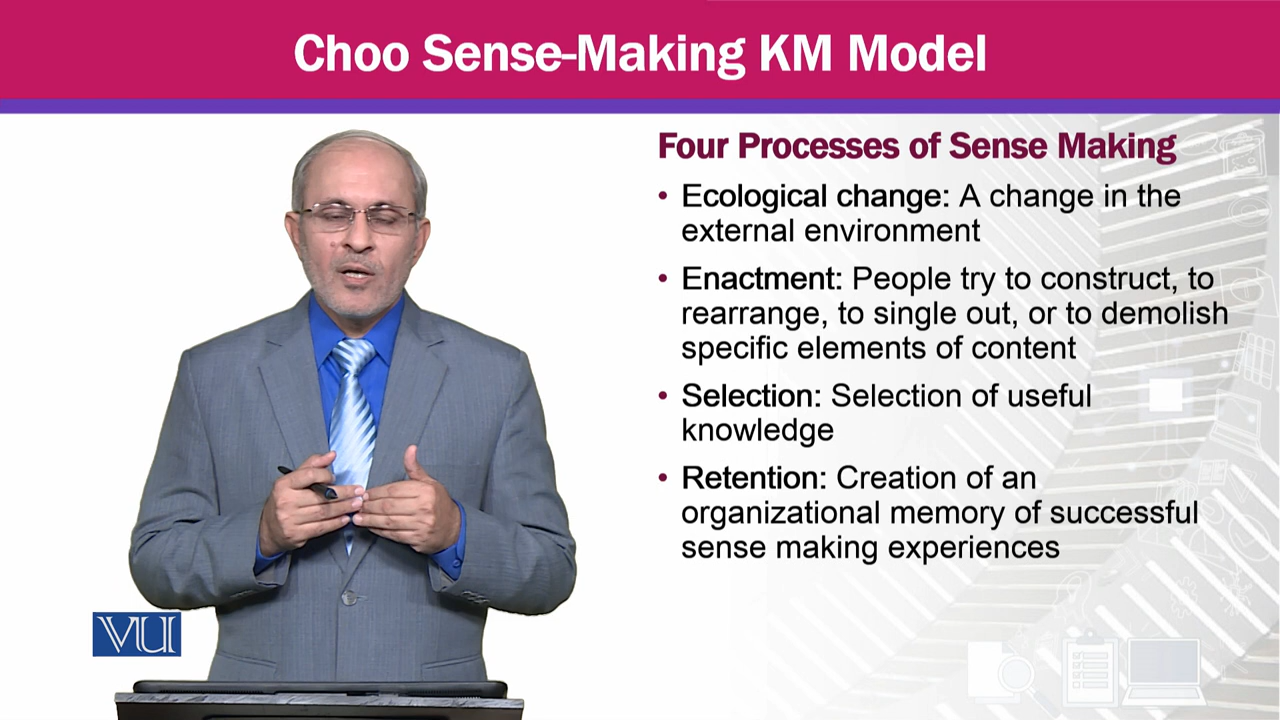 Choo Sense-Making KM Model
Four Processes of Sense Making
• Ecological change: A change in the
external environment
• Enactment: People try to construct, to
rearrange, to single out, or to demolish
specific elements of content
• Selection: Selection of useful
knowledge
• Retention: Creation of an
organizational memory of successful
sense making experiences
VU